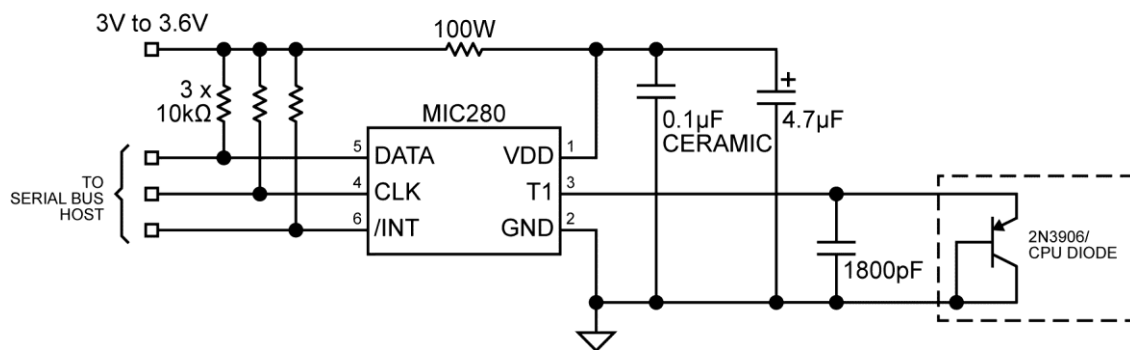 3V to 3.6V
100W
3 x
10kΩ
MIC280
0.1µF
CERAMIC
+
4.7µF
5
DATA
VDD
1
TO
SERIAL BUS
HOST
4
CLK
T1
3
6
/INT
GND
2
1800pF
2N3906/
CPU DIODE